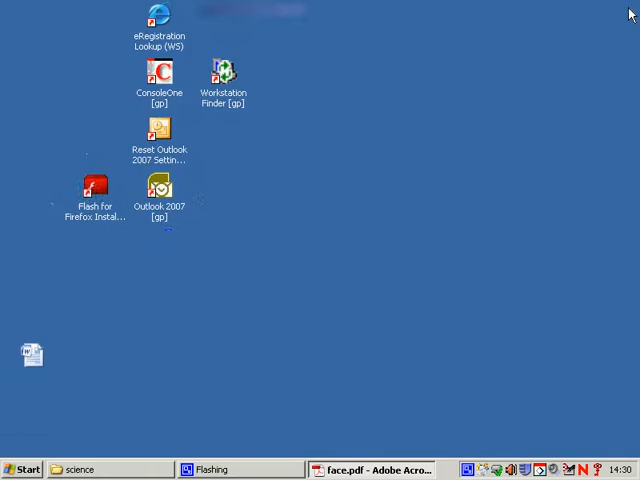 eRegistration
Lookup (WS)
ConsoleOne
[gp]
Workstation
Finder [gp]
Reset Outlook
2007 Settin...
Flash for
Firefox Instal...
Outlook 2007
[gp]
Start
science
Flashing
face.pdf - Adobe Acro...
14:30